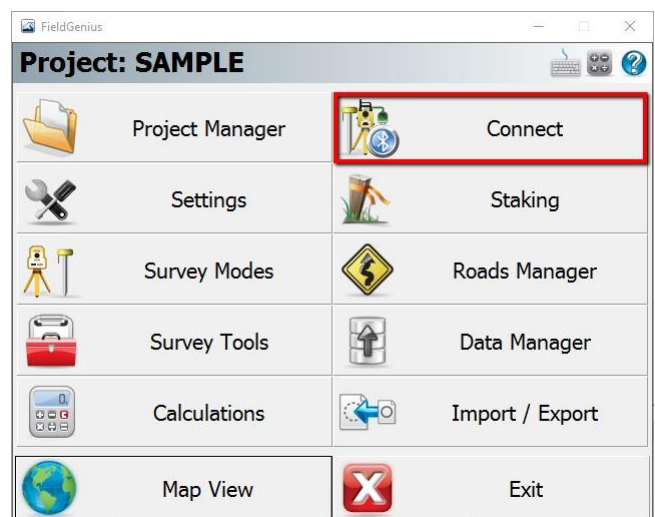 FieldGenius
Project: SAMPLE
Project Manager
Connect
Settings
Staking
Survey Modes
Roads Manager
Survey Tools
Data Manager
0.
Calculations
Import / Export
Map View
Exit